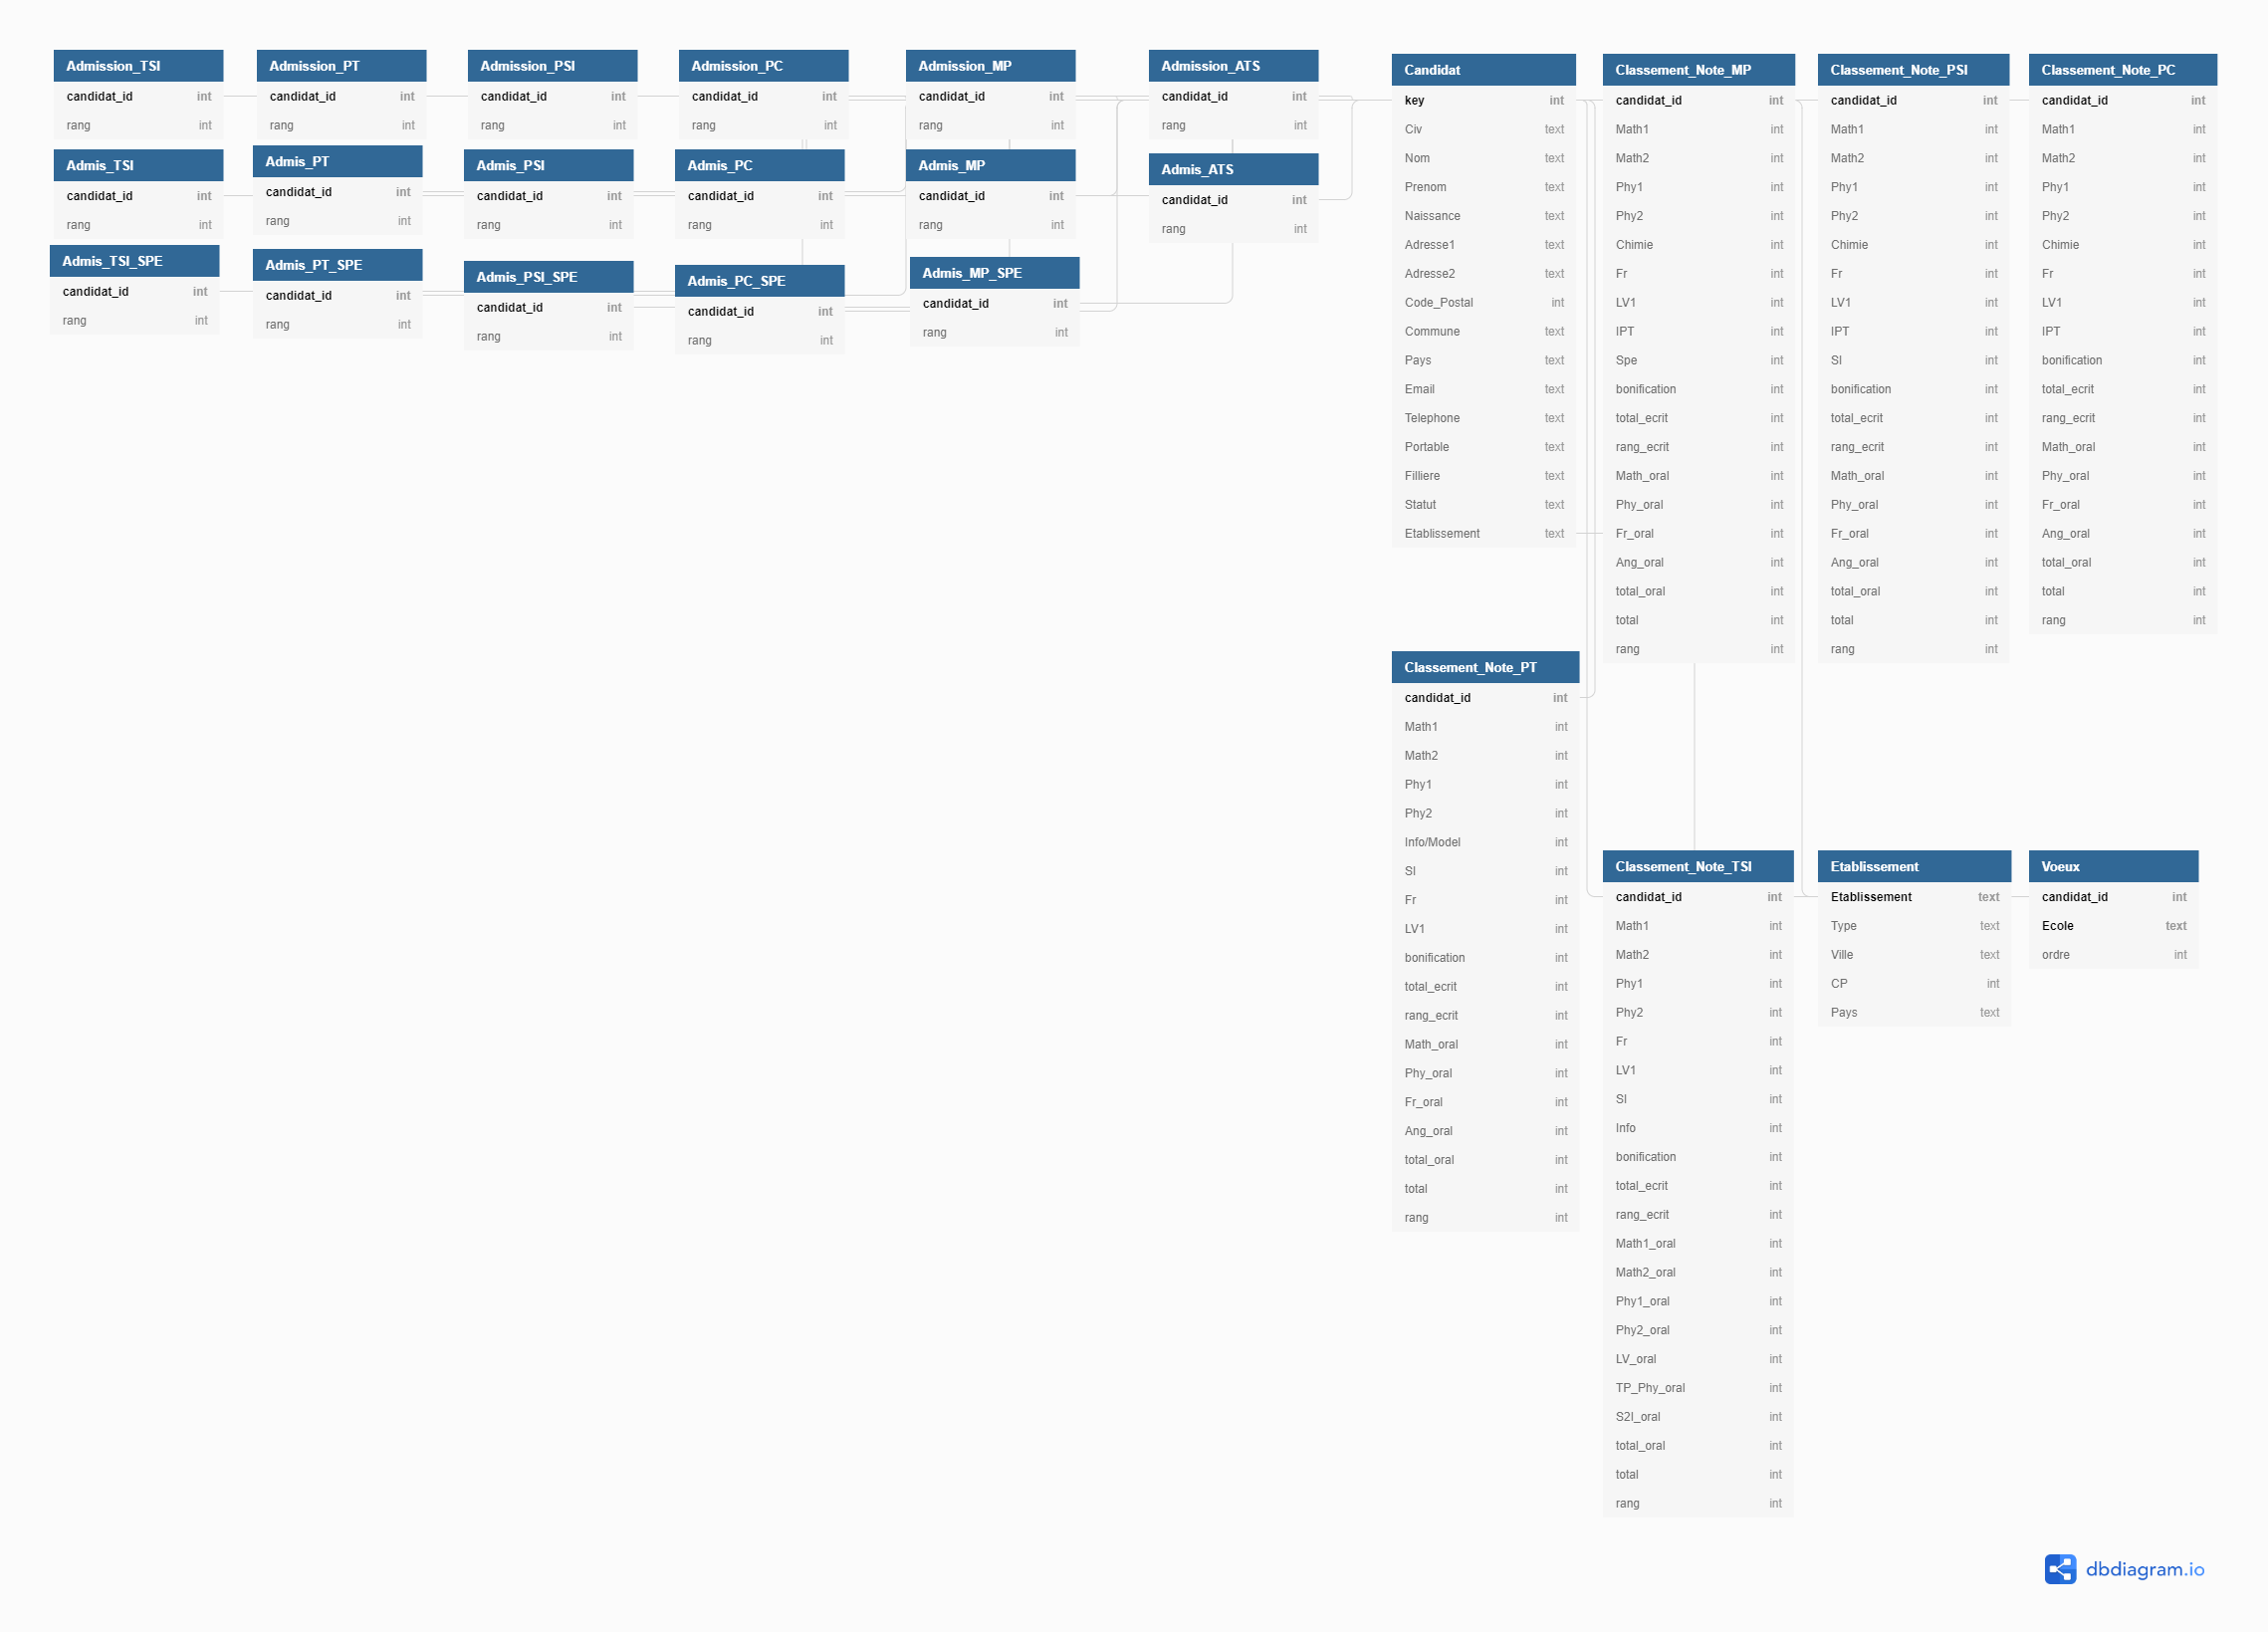 Admission_TSI
candidat_id int
rang int
Admission_PT
candidat_id int
rang int
Admission_PSI
candidat_id int
rang int
Admission_PC
candidat_id int
rang int
Admission_MP
candidat_id int
rang int
Admission_ATS
candidat_id int
rang int
Admis_TSI
candidat_id int
rang int
Admis_PT
candidat_id int
rang int
Admis_PSI
candidat_id int
rang int
Admis_PC
candidat_id int
rang int
Admis_MP
candidat_id int
rang int
Admis_ATS
candidat_id int
rang int
Admis_TSI_SPE
candidat_id int
rang int
Admis_PT_SPE
candidat_id int
rang int
Admis_PSI_SPE
candidat_id int
rang int
Admis_PC_SPE
candidat_id int
rang int
Admis_MP_SPE
candidat_id int
rang int
Candidat
key int
Civ text
Nom text
Prenom text
Naissance text
Adresse1 text
Adresse2 text
Code_Postal int
Commune text
Pays text
Email text
Telephone text
Portable text
Filliere text
Statut text
Etablissement text
Classement_Note_MP
candidat_id int
Math1 int
Math2 int
Phy1 int
Phy2 int
Chimie int
Fr int
LV1 int
IPT int
Spe int
bonification int
total_ecrit int
rang_ecrit int
Math_oral int
Phy_oral int
Fr_oral int
Ang_oral int
total_oral int
total int
rang int
Classement_Note_PSI
candidat_id int
Math1 int
Math2 int
Phy1 int
Phy2 int
Chimie int
Fr int
LV1 int
IPT int
SI int
bonification int
total_ecrit int
rang_ecrit int
Math_oral int
Phy_oral int
Fr_oral int
Ang_oral int
total_oral int
total int
rang int
Classement_Note_PC
candidat_id int
Math1 int
Math2 int
Phy1 int
Phy2 int
Chimie int
Fr int
LV1 int
IPT int
bonification int
total_ecrit int
rang_ecrit int
Math_oral int
Phy_oral int
Fr_oral int
Ang_oral int
total_oral int
total int
rang int
Classement_Note_PT
candidat_id int
Math1 int
Math2 int
Phy1 int
Phy2 int
Info/Model int
SI int
Fr int
LV1 int
bonification int
total_ecrit int
rang_ecrit int
Math_oral int
Phy_oral int
Fr_oral int
Ang_oral int
total_oral int
total int
rang int
Classement_Note_TSI
candidat_id int
Math1 int
Math2 int
Phy1 int
Phy2 int
Fr int
LV1 int
SI int
Info int
bonification int
total_ecrit int
rang_ecrit int
Math1_oral int
Math2_oral int
Phy1_oral int
Phy2_oral int
LV_oral int
TP_Phy_oral int
S2I_oral int
total_oral int
total int
rang int
Etablissement
Etablissement text
Type text
Ville text
CP int
Pays text
Voeux
candidat_id int
Ecole text
ordre int
dbdiagram.io